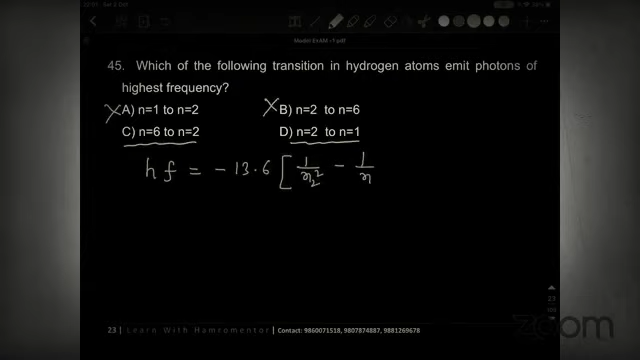 Model EXAM -1 pdf
45. Which of the following transition in hydrogen atoms emit photons of
highest frequency?
A) n=1 to n=2 B) n=2 to n=6
C) n=6 to n=2 D) n=2 to n=1
hf = -13.6 [ 1/n₂² - 1/n
23 | Learn With Hamromentor | Contact: 9860071518, 9807874887, 9881269678
23
zoom